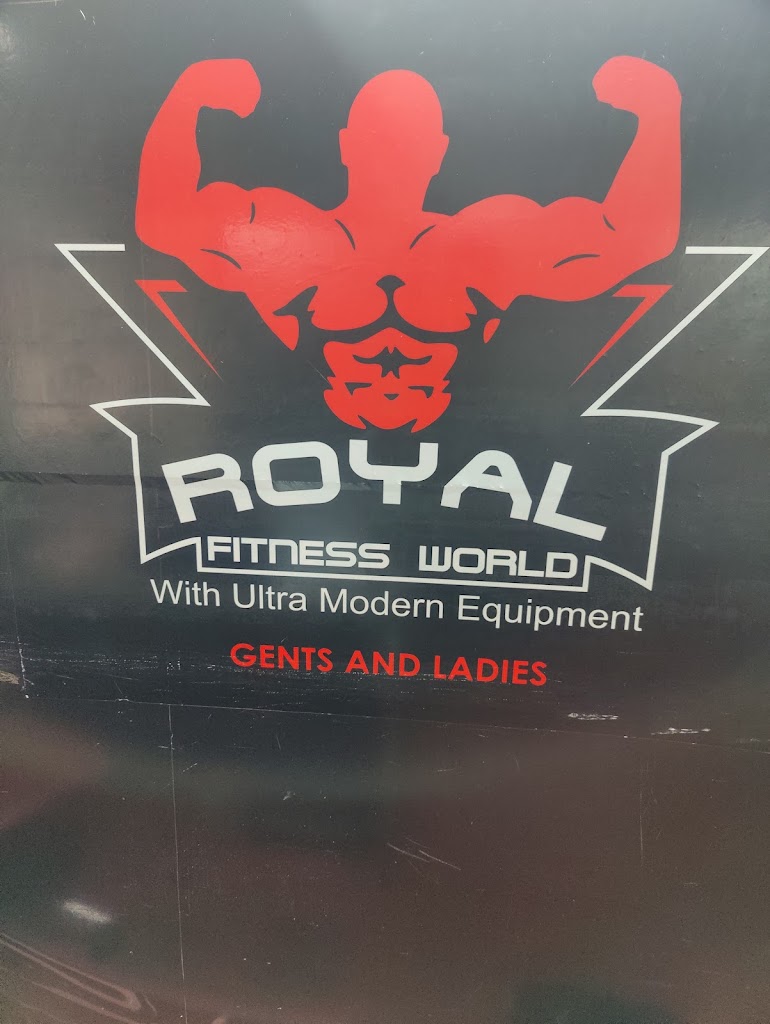 ROYAL
FITNESS WORLD
With Ultra Modern Equipment
GENTS AND LADIES